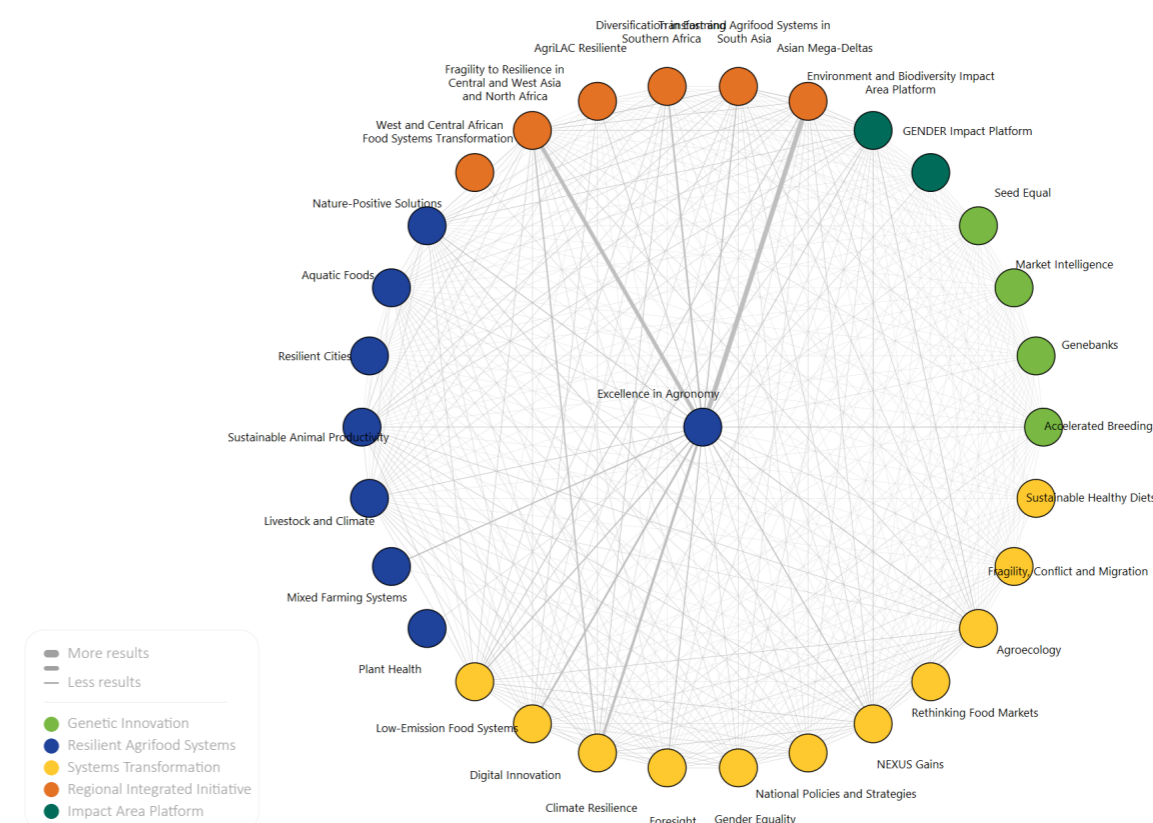 Diversification in East and
Southern Africa
Transforming Agrifood Systems in
South Asia
AgriLAC Resiliente
Asian Mega-Deltas
Fragility to Resilience in
Central and West Asia
and North Africa
Environment and Biodiversity Impact
Area Platform
West and Central African
Food Systems Transformation
GENDER Impact Platform
Nature-Positive Solutions
Seed Equal
Aquatic Foods
Market Intelligence
Resilient Cities
Genebanks
Excellence in Agronomy
Sustainable Animal Productivity
Accelerated Breeding
Sustainable Healthy Diets
Livestock and Climate
Fragility, Conflict and Migration
Mixed Farming Systems
Agroecology
Plant Health
Rethinking Food Markets
Low-Emission Food Systems
NEXUS Gains
Digital Innovation
National Policies and Strategies
Climate Resilience
Foresight
Gender Equality
More results
Less results
Genetic Innovation
Resilient Agrifood Systems
Systems Transformation
Regional Integrated Initiative
Impact Area Platform